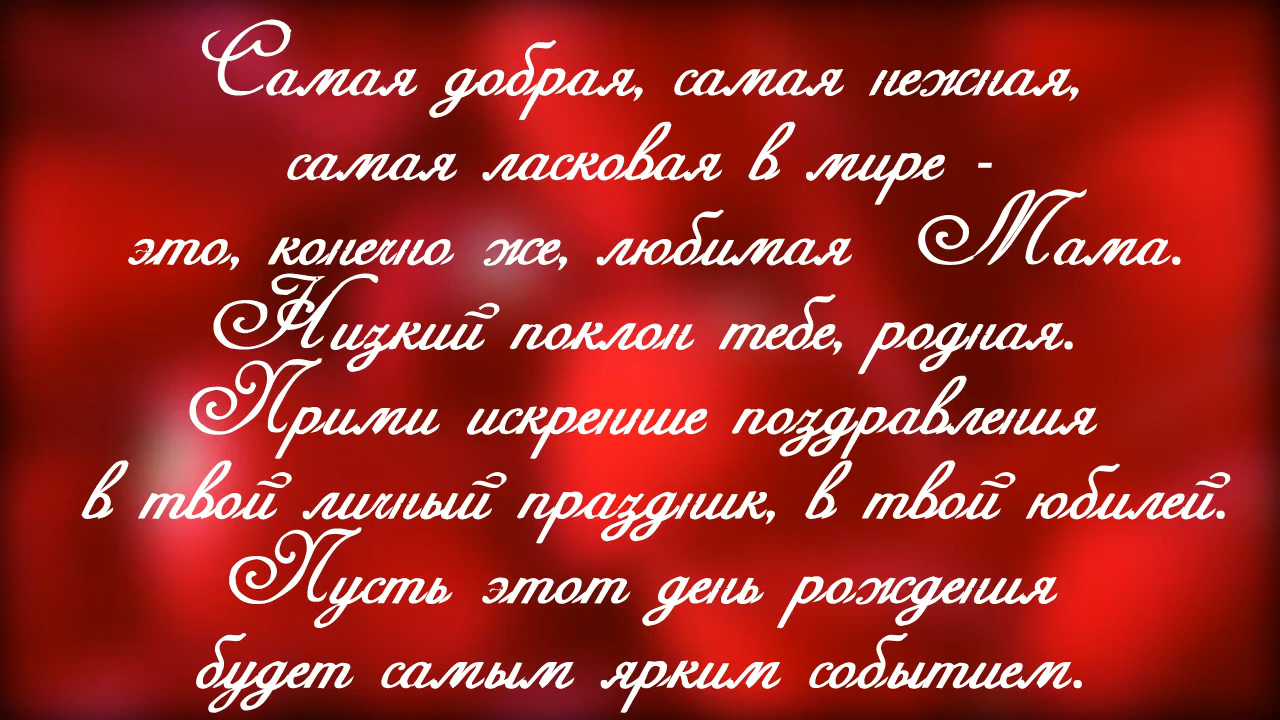 Самая добрая, самая нежная,
самая ласковая в мире -
это, конечно же, любимая Мама.
Низкий поклон тебе, родная.
Прими искренние поздравления
в твой личный праздник, в твой юбилей.
Пусть этот день рождения
будет самым ярким событием.